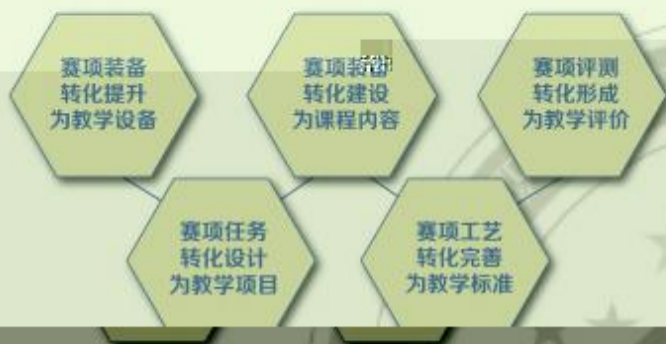 赛项装备
转化提升
为教学设备
赛项
转化建设
为课程内容
赛项评测
转化形成
为教学评价
赛项任务
转化设计
为教学项目
赛项工艺
转化完善
为教学标准